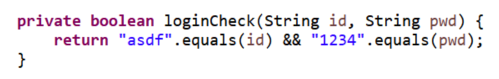 private boolean loginCheck(String id, String pwd) {
    return "asdf".equals(id) && "1234".equals(pwd);
}